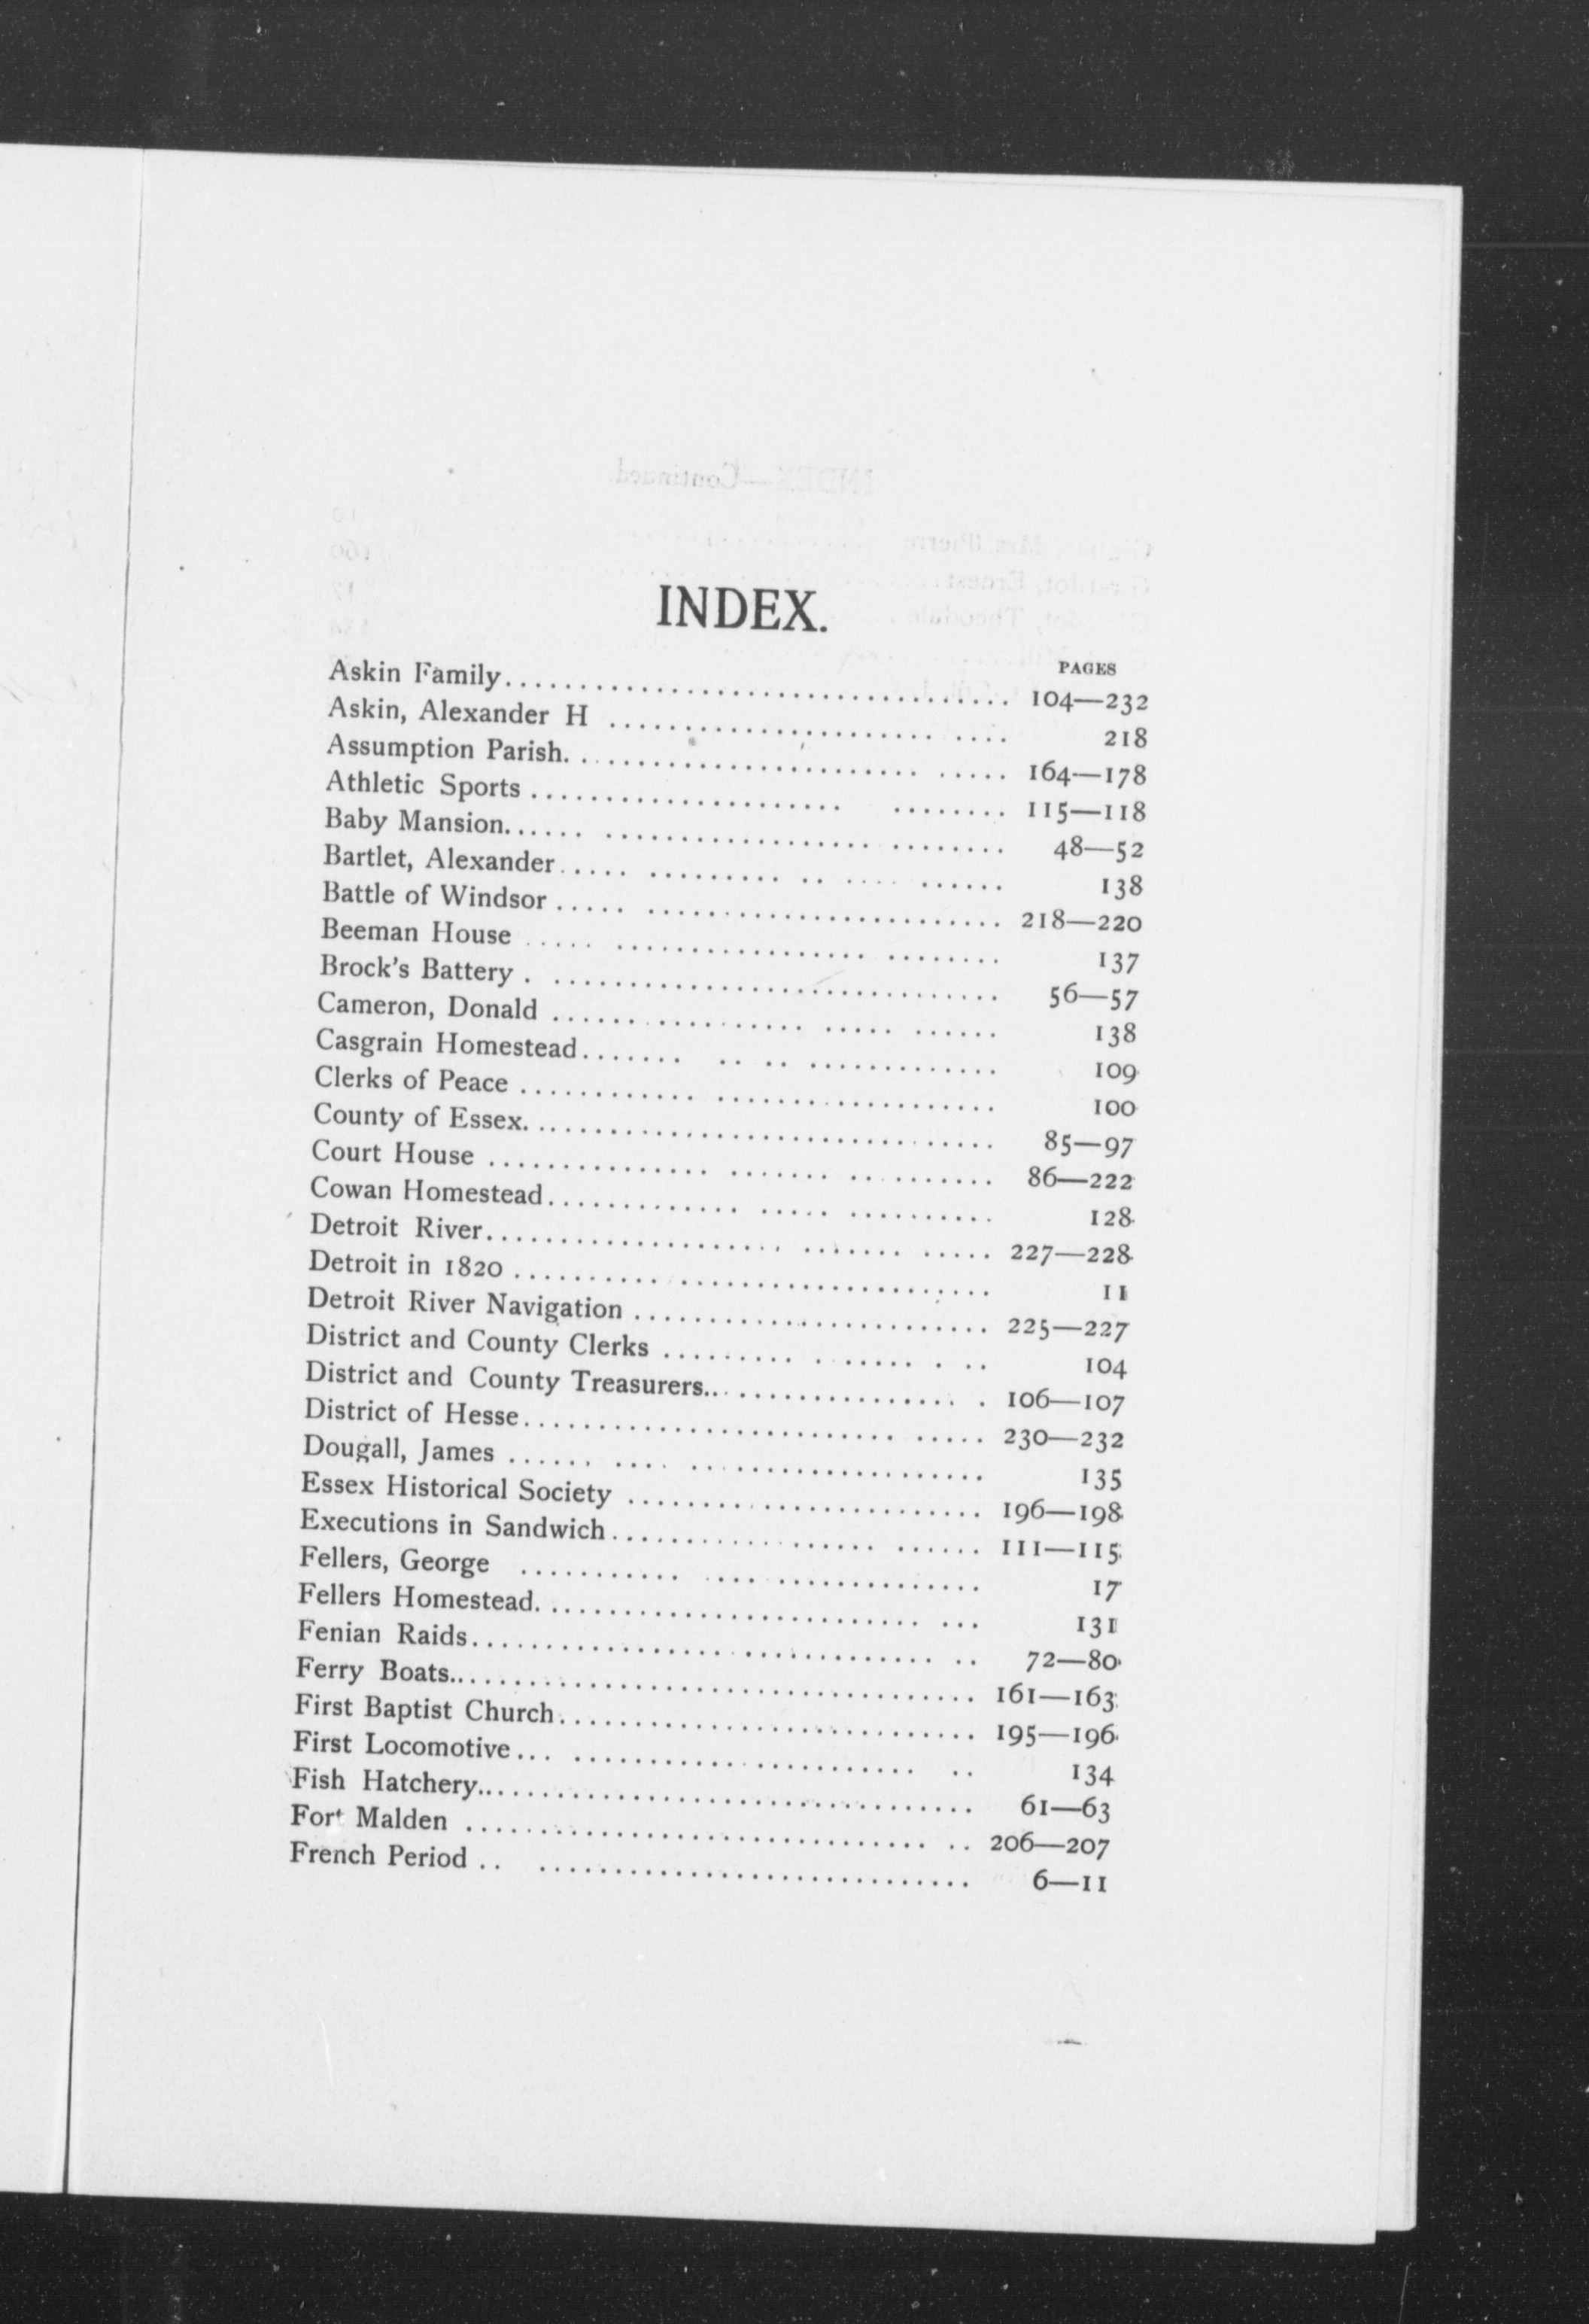 INDEX.
PAGES
Askin Family.................................. 104—232
Askin, Alexander H .......................... 218
Assumption Parish............................. 164—178
Athletic Sports ............................. 115—118
Baby Mansion................................ 48—52
Bartlet, Alexander........................... 138
Battle of Windsor ............................. 218—220
Beeman House .............................. 137
Brock's Battery . .............................. 56—57
Cameron, Donald ............................ 138
Casgrain Homestead........................ 109
Clerks of Peace ............................... 100
County of Essex................................ 85—97
Court House ................................ 86—222
Cowan Homestead............................ 128
Detroit River................................ 227—228
Detroit in 1820 ............................... 11
Detroit River Navigation ........................ 225—227
District and County Clerks .................. 104
District and County Treasurers................... 106—107
District of Hesse.............................. 230—232
Dougall, James .............................. 135
Essex Historical Society ........................ 196—198
Executions in Sandwich........................ 111—115
Fellers, George ............................ 17
Fellers Homestead............................ 131
Fenian Raids................................. 72—80
Ferry Boats.................................... 161—163
First Baptist Church............................ 195—196
First Locomotive............................ 134
Fish Hatchery.................................. 61—63
Fort Malden ................................. 206—207
French Period .. ............................. 6—11